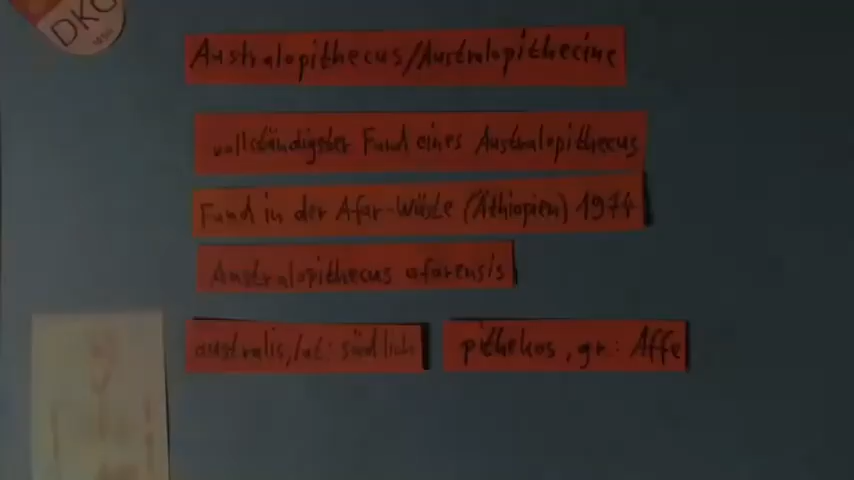 DKG
Australopithecus/Australopithecine
vollständigster Fund eines Australopithecus
Fund in der Afar-Wüste (Äthiopien) 1974
Australopithecus afarensis
australis, lat.: südlich
pithekos, gr.: Affe